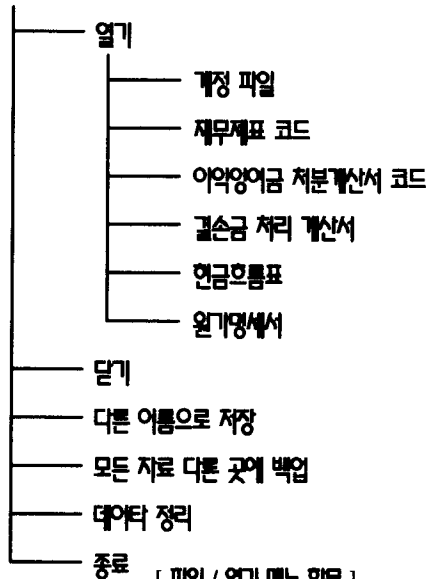 열기
계정 파일
재무제표 코드
이익잉여금 처분계산서 코드
결손금 처리 계산서
현금흐름표
원가명세서
닫기
다른 이름으로 저장
모든 자료 다른 곳에 백업
데이타 정리
종료
[ 파일 / 열기 메뉴 항목 ]